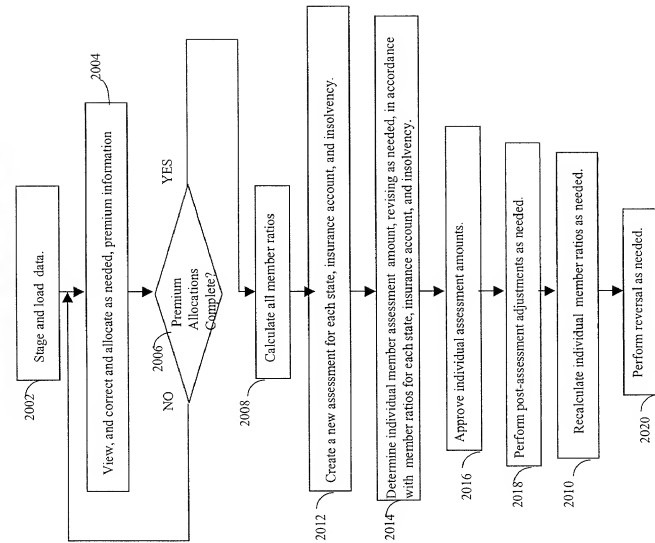 2002
Stage and load data.
2004
View, and correct and allocate as needed, premium information
2006
Premium
Allocations
Complete?
NO
YES
2008
Calculate all member ratios
2012
Create a new assessment for each state, insurance account, and insolvency.
2014
Determine individual member assessment amount, revising as needed, in accordance
with member ratios for each state, insurance account, and insolvency.
2016
Approve individual assessment amounts.
2018
Perform post-assessment adjustments as needed.
2010
Recalculate individual member ratios as needed.
2020
Perform reversal as needed.